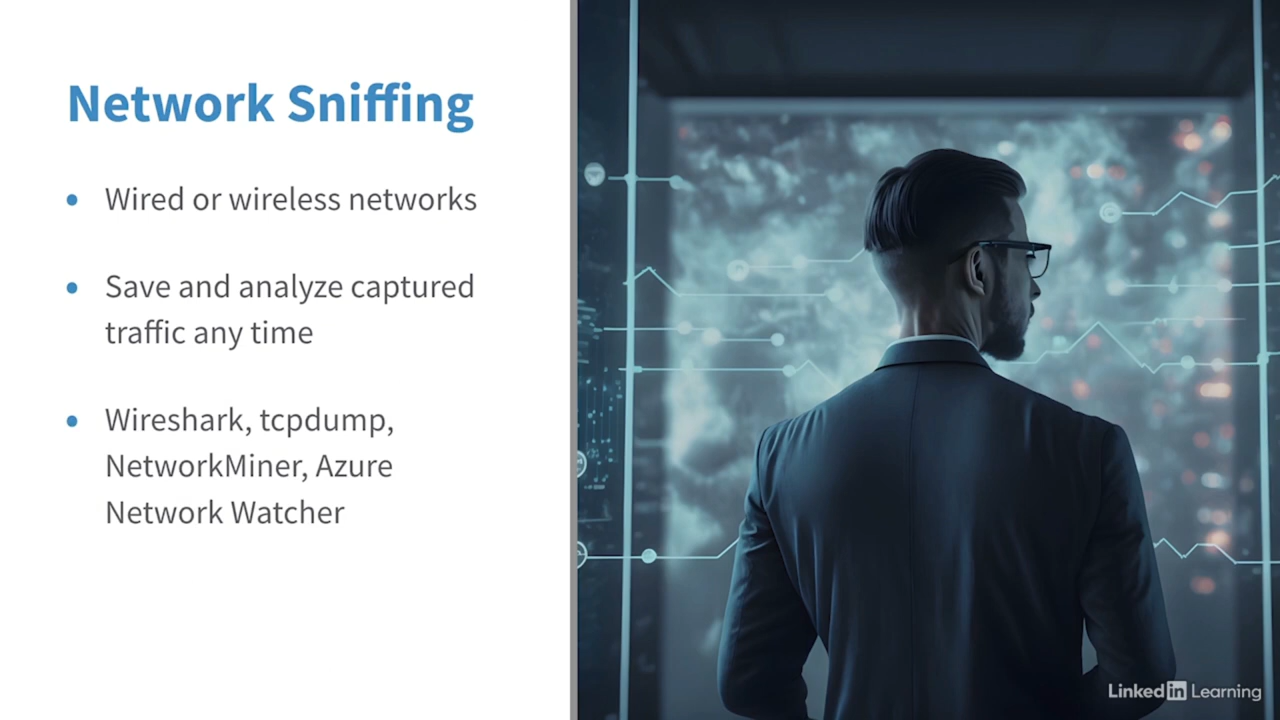 Network Sniffing
• Wired or wireless networks
• Save and analyze captured
traffic any time
• Wireshark, tcpdump,
NetworkMiner, Azure
Network Watcher
LinkedIn Learning